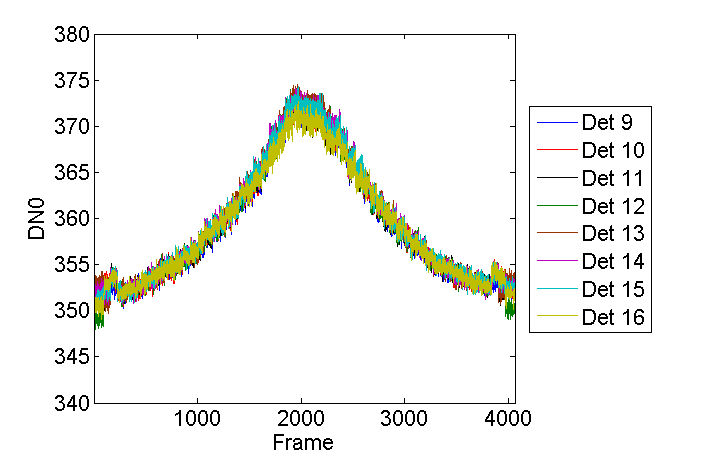 380
375
370
365
360
355
350
345
340
DN0
1000
2000
3000
4000
Frame
Det 9
Det 10
Det 11
Det 12
Det 13
Det 14
Det 15
Det 16